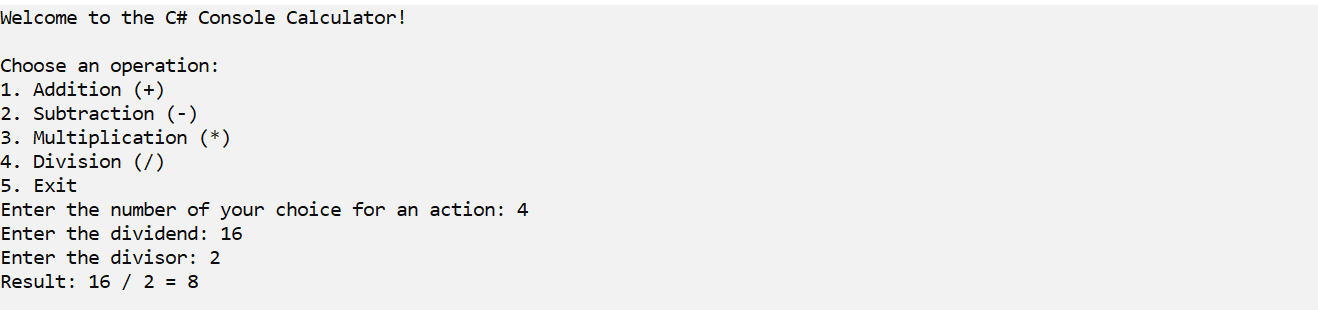 Welcome to the C# Console Calculator!
Choose an operation:
1. Addition (+)
2. Subtraction (-)
3. Multiplication (*)
4. Division (/)
5. Exit
Enter the number of your choice for an action: 4
Enter the dividend: 16
Enter the divisor: 2
Result: 16 / 2 = 8